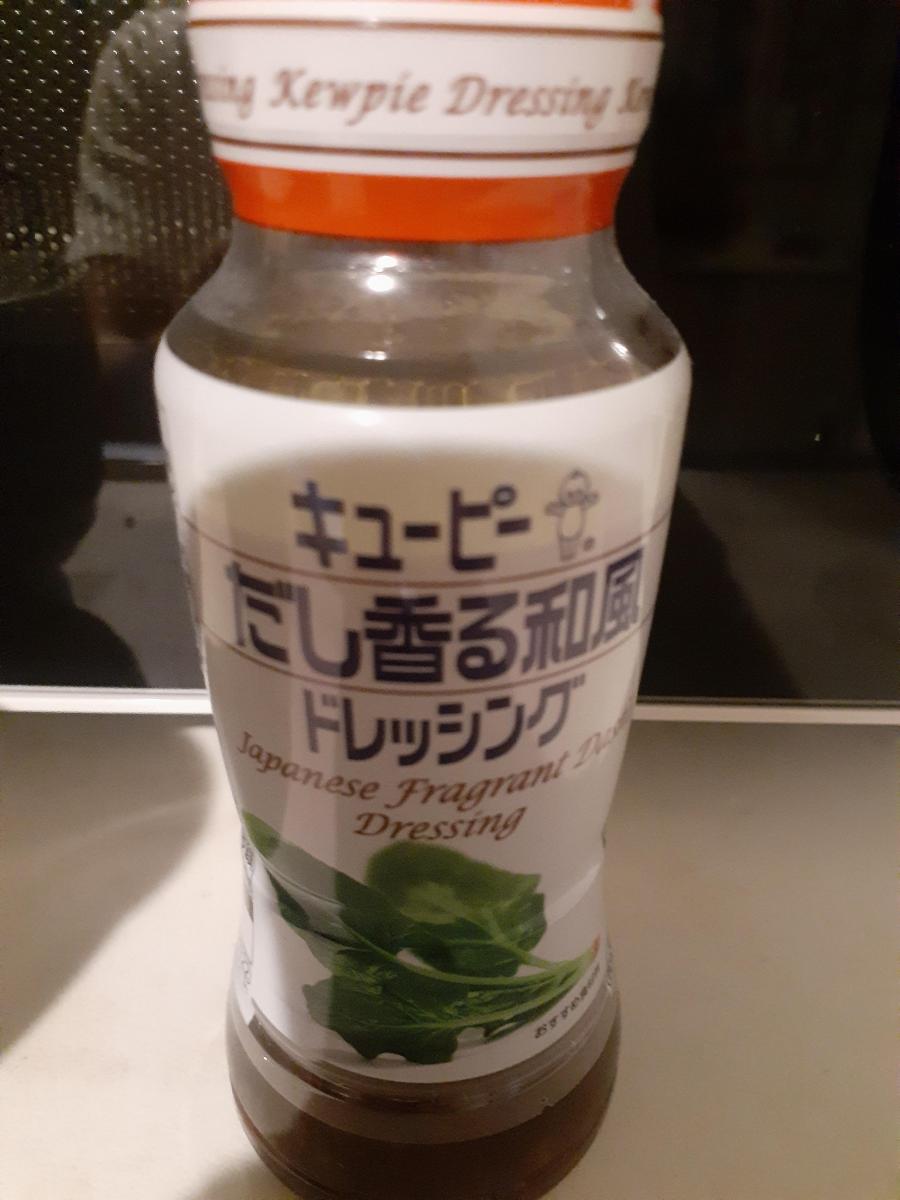 Kewpie Dressing
キユーピー
だし香る和風
ドレッシング
Japanese Fragrant
Dressing